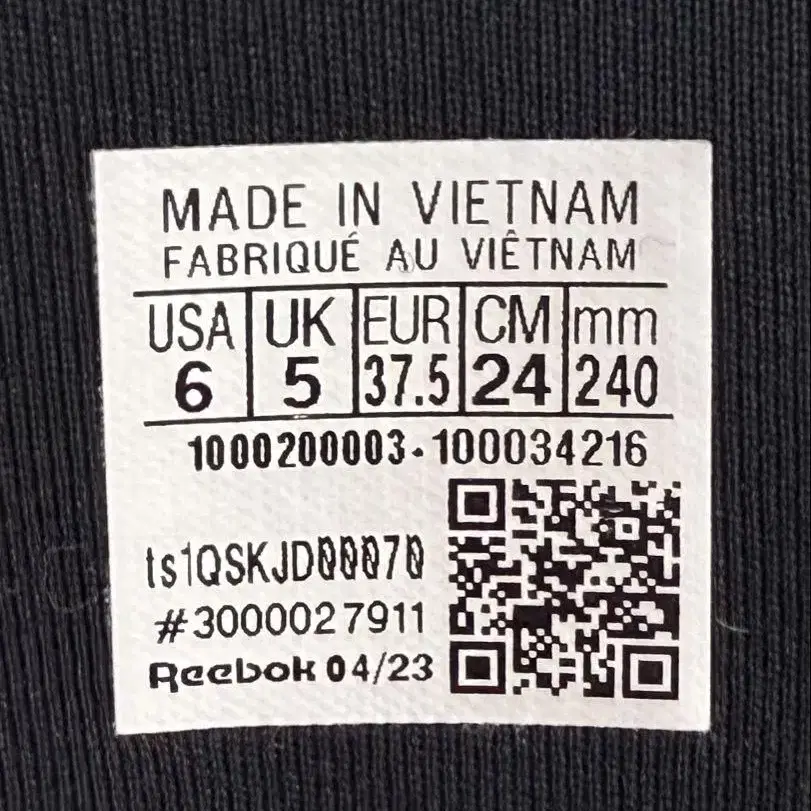 MADE IN VIETNAM
FABRIQUÉ AU VIÊTNAM
USA UK EUR CM mm
6 5 37.5 24 240
1000200003·100034216
ts1QSKJD00070
#3000027911
Reebok 04/23